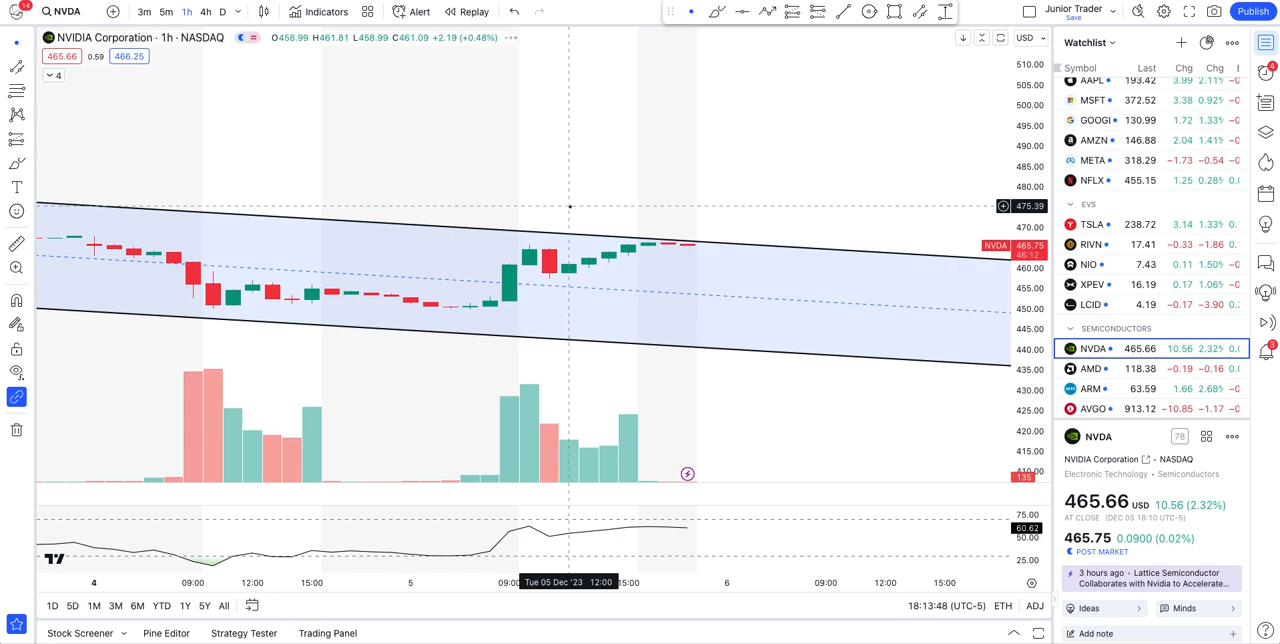 14 NVDA 3m 5m 1h 4h D Indicators Alert Replay Junior Trader Save Publish
NVIDIA Corporation · 1h · NASDAQ O458.99 H461.81 L458.99 C461.09 +2.19 (+0.48%)
USD
465.66 0.59 466.25
4
510.00
505.00
500.00
495.00
490.00
485.00
480.00
475.39
470.00
NVDA 465.75
46:12
460.00
455.00
450.00
445.00
440.00
435.00
430.00
425.00
420.00
415.00
410.00
135
75.00
60.62
50.00
25.00
4 09:00 12:00 15:00 5 09:00 Tue 05 Dec '23 12:00 15:00 6 09:00 12:00 15:00
1D 5D 1M 3M 6M YTD 1Y 5Y All 18:13:48 (UTC-5) ETH ADJ
Stock Screener Pine Editor Strategy Tester Trading Panel
Watchlist
Symbol Last Chg Chg
AAPL 193.42 3.99 2.11%
MSFT 372.52 3.38 0.92%
GOOGL 130.99 1.72 1.33%
AMZN 146.88 2.04 1.41%
META 318.29 −1.73 −0.54
NFLX 455.15 1.25 0.28%
EVS
TSLA 238.72 3.14 1.33%
RIVN 17.41 −0.33 −1.86
NIO 7.43 0.11 1.50%
XPEV 16.19 0.17 1.06%
LCID 4.19 −0.17 −3.90
SEMICONDUCTORS
NVDA 465.66 10.56 2.32%
AMD 118.38 −0.19 −0.16
ARM 63.59 1.66 2.68%
AVGO 913.12 −10.85 −1.17
NVDA 78
NVIDIA Corporation • NASDAQ
Electronic Technology • Semiconductors
465.66 USD 10.56 (2.32%)
AT CLOSE (DEC 05 18:10 UTC-5)
465.75 0.0900 (0.02%)
POST MARKET
3 hours ago • Lattice Semiconductor
Collaborates with Nvidia to Accelerate...
Ideas Minds
Add note
4
3